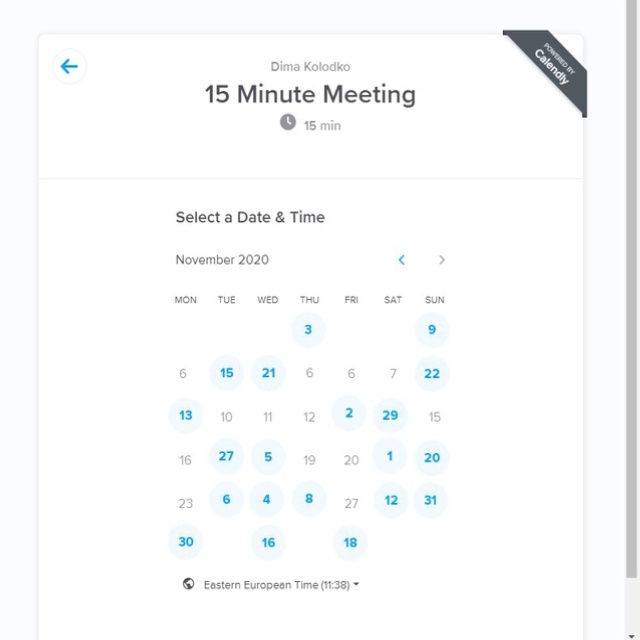 Dima Kolodko
15 Minute Meeting
15 min
POWERED BY
Calendly
Select a Date & Time
November 2020
MON TUE WED THU FRI SAT SUN
3 9
6 15 21 6 6 7 22
13 10 11 12 2 29 15
16 27 5 19 20 1 20
23 6 4 8 27 12 31
30 16 18
Eastern European Time (11:38)